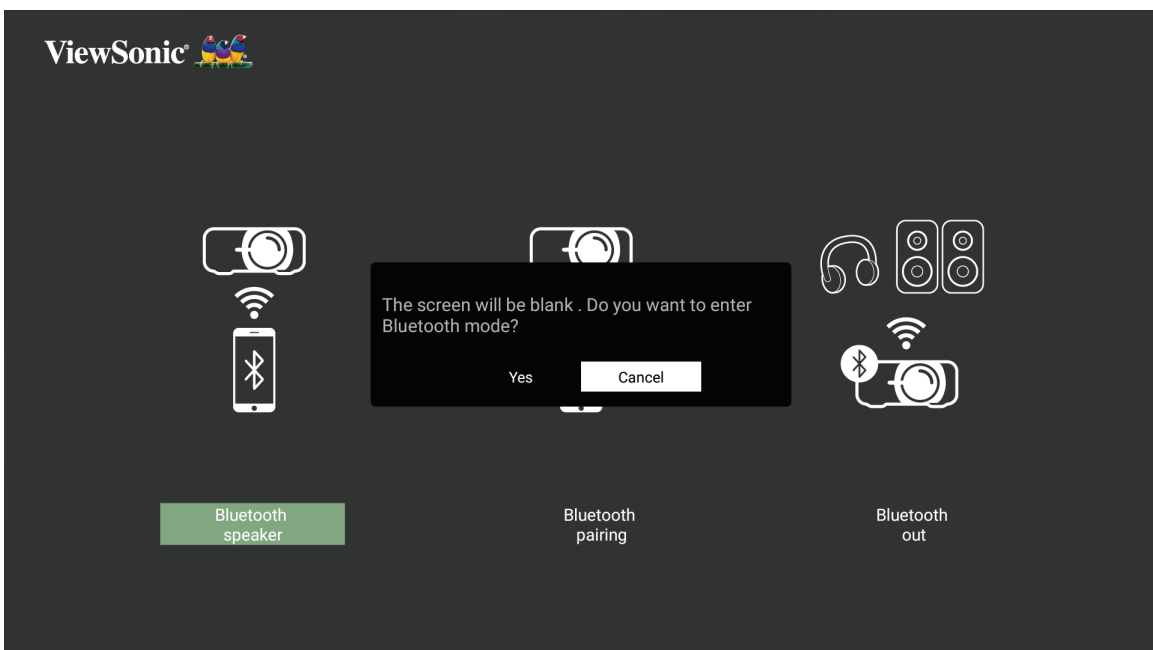 ViewSonic®
The screen will be blank . Do you want to enter
Bluetooth mode?
Yes
Cancel
Bluetooth
speaker
Bluetooth
pairing
Bluetooth
out